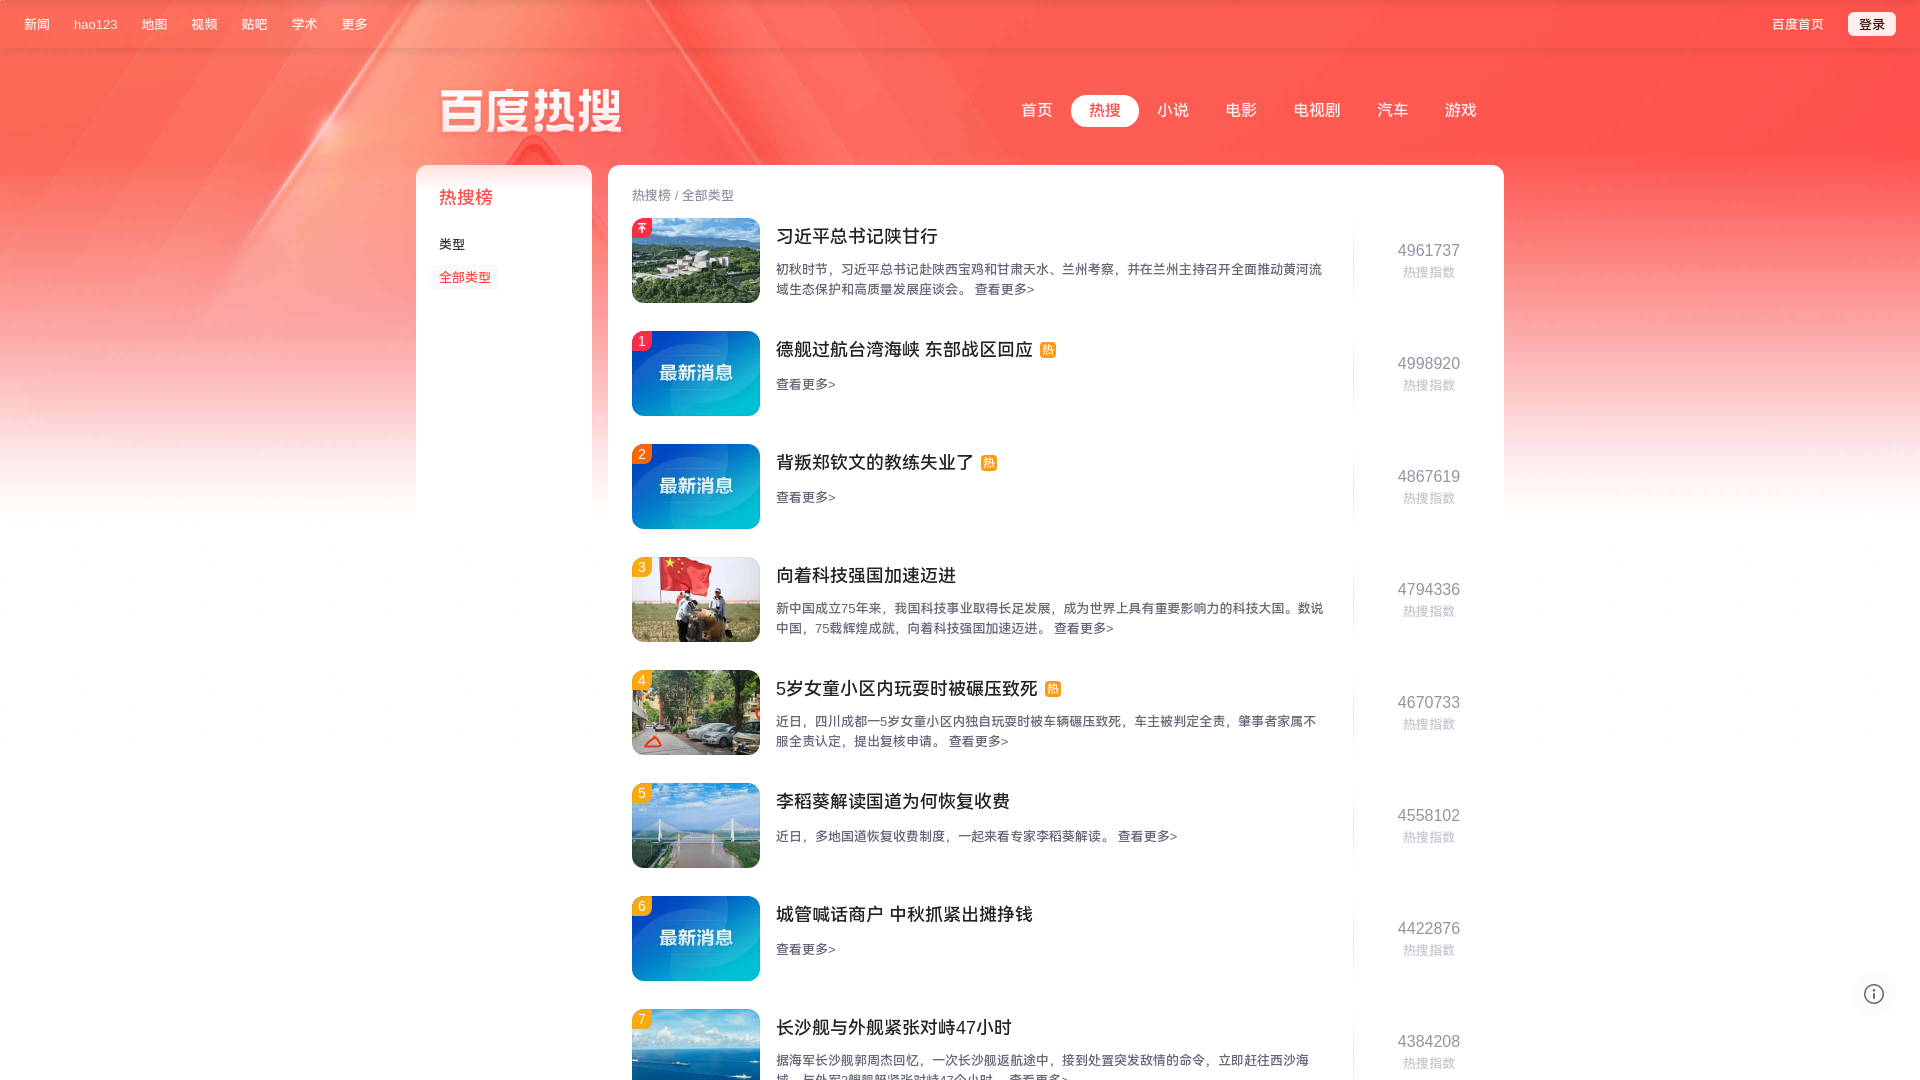 新闻 hao123 地图 视频 贴吧 学术 更多 百度首页 登录
百度热搜
首页 热搜 小说 电影 电视剧 汽车 游戏
热搜榜
类型
全部类型
热搜榜 / 全部类型
习近平总书记陕甘行
初秋时节，习近平总书记赴陕西宝鸡和甘肃天水、兰州考察，并在兰州主持召开全面推动黄河流
域生态保护和高质量发展座谈会。 查看更多>
4961737
热搜指数
1
最新消息
德舰过航台湾海峡 东部战区回应 热
查看更多>
4998920
热搜指数
2
最新消息
背叛郑钦文的教练失业了 热
查看更多>
4867619
热搜指数
3
向着科技强国加速迈进
新中国成立75年来，我国科技事业取得长足发展，成为世界上具有重要影响力的科技大国。数说
中国，75载辉煌成就，向着科技强国加速迈进。 查看更多>
4794336
热搜指数
4
5岁女童小区内玩耍时被碾压致死 热
近日，四川成都一5岁女童小区内独自玩耍时被车辆碾压致死，车主被判定全责，肇事者家属不
服全责认定，提出复核申请。 查看更多>
4670733
热搜指数
5
李稻葵解读国道为何恢复收费
近日，多地国道恢复收费制度，一起来看专家李稻葵解读。 查看更多>
4558102
热搜指数
6
最新消息
城管喊话商户 中秋抓紧出摊挣钱
查看更多>
4422876
热搜指数
7
长沙舰与外舰紧张对峙47小时
据海军长沙舰郭周杰回忆，一次长沙舰返航途中，接到处置突发敌情的命令，立即赶往西沙海
域，与外军2艘舰艇紧张对峙47个小时。 查看更多>
4384208
热搜指数